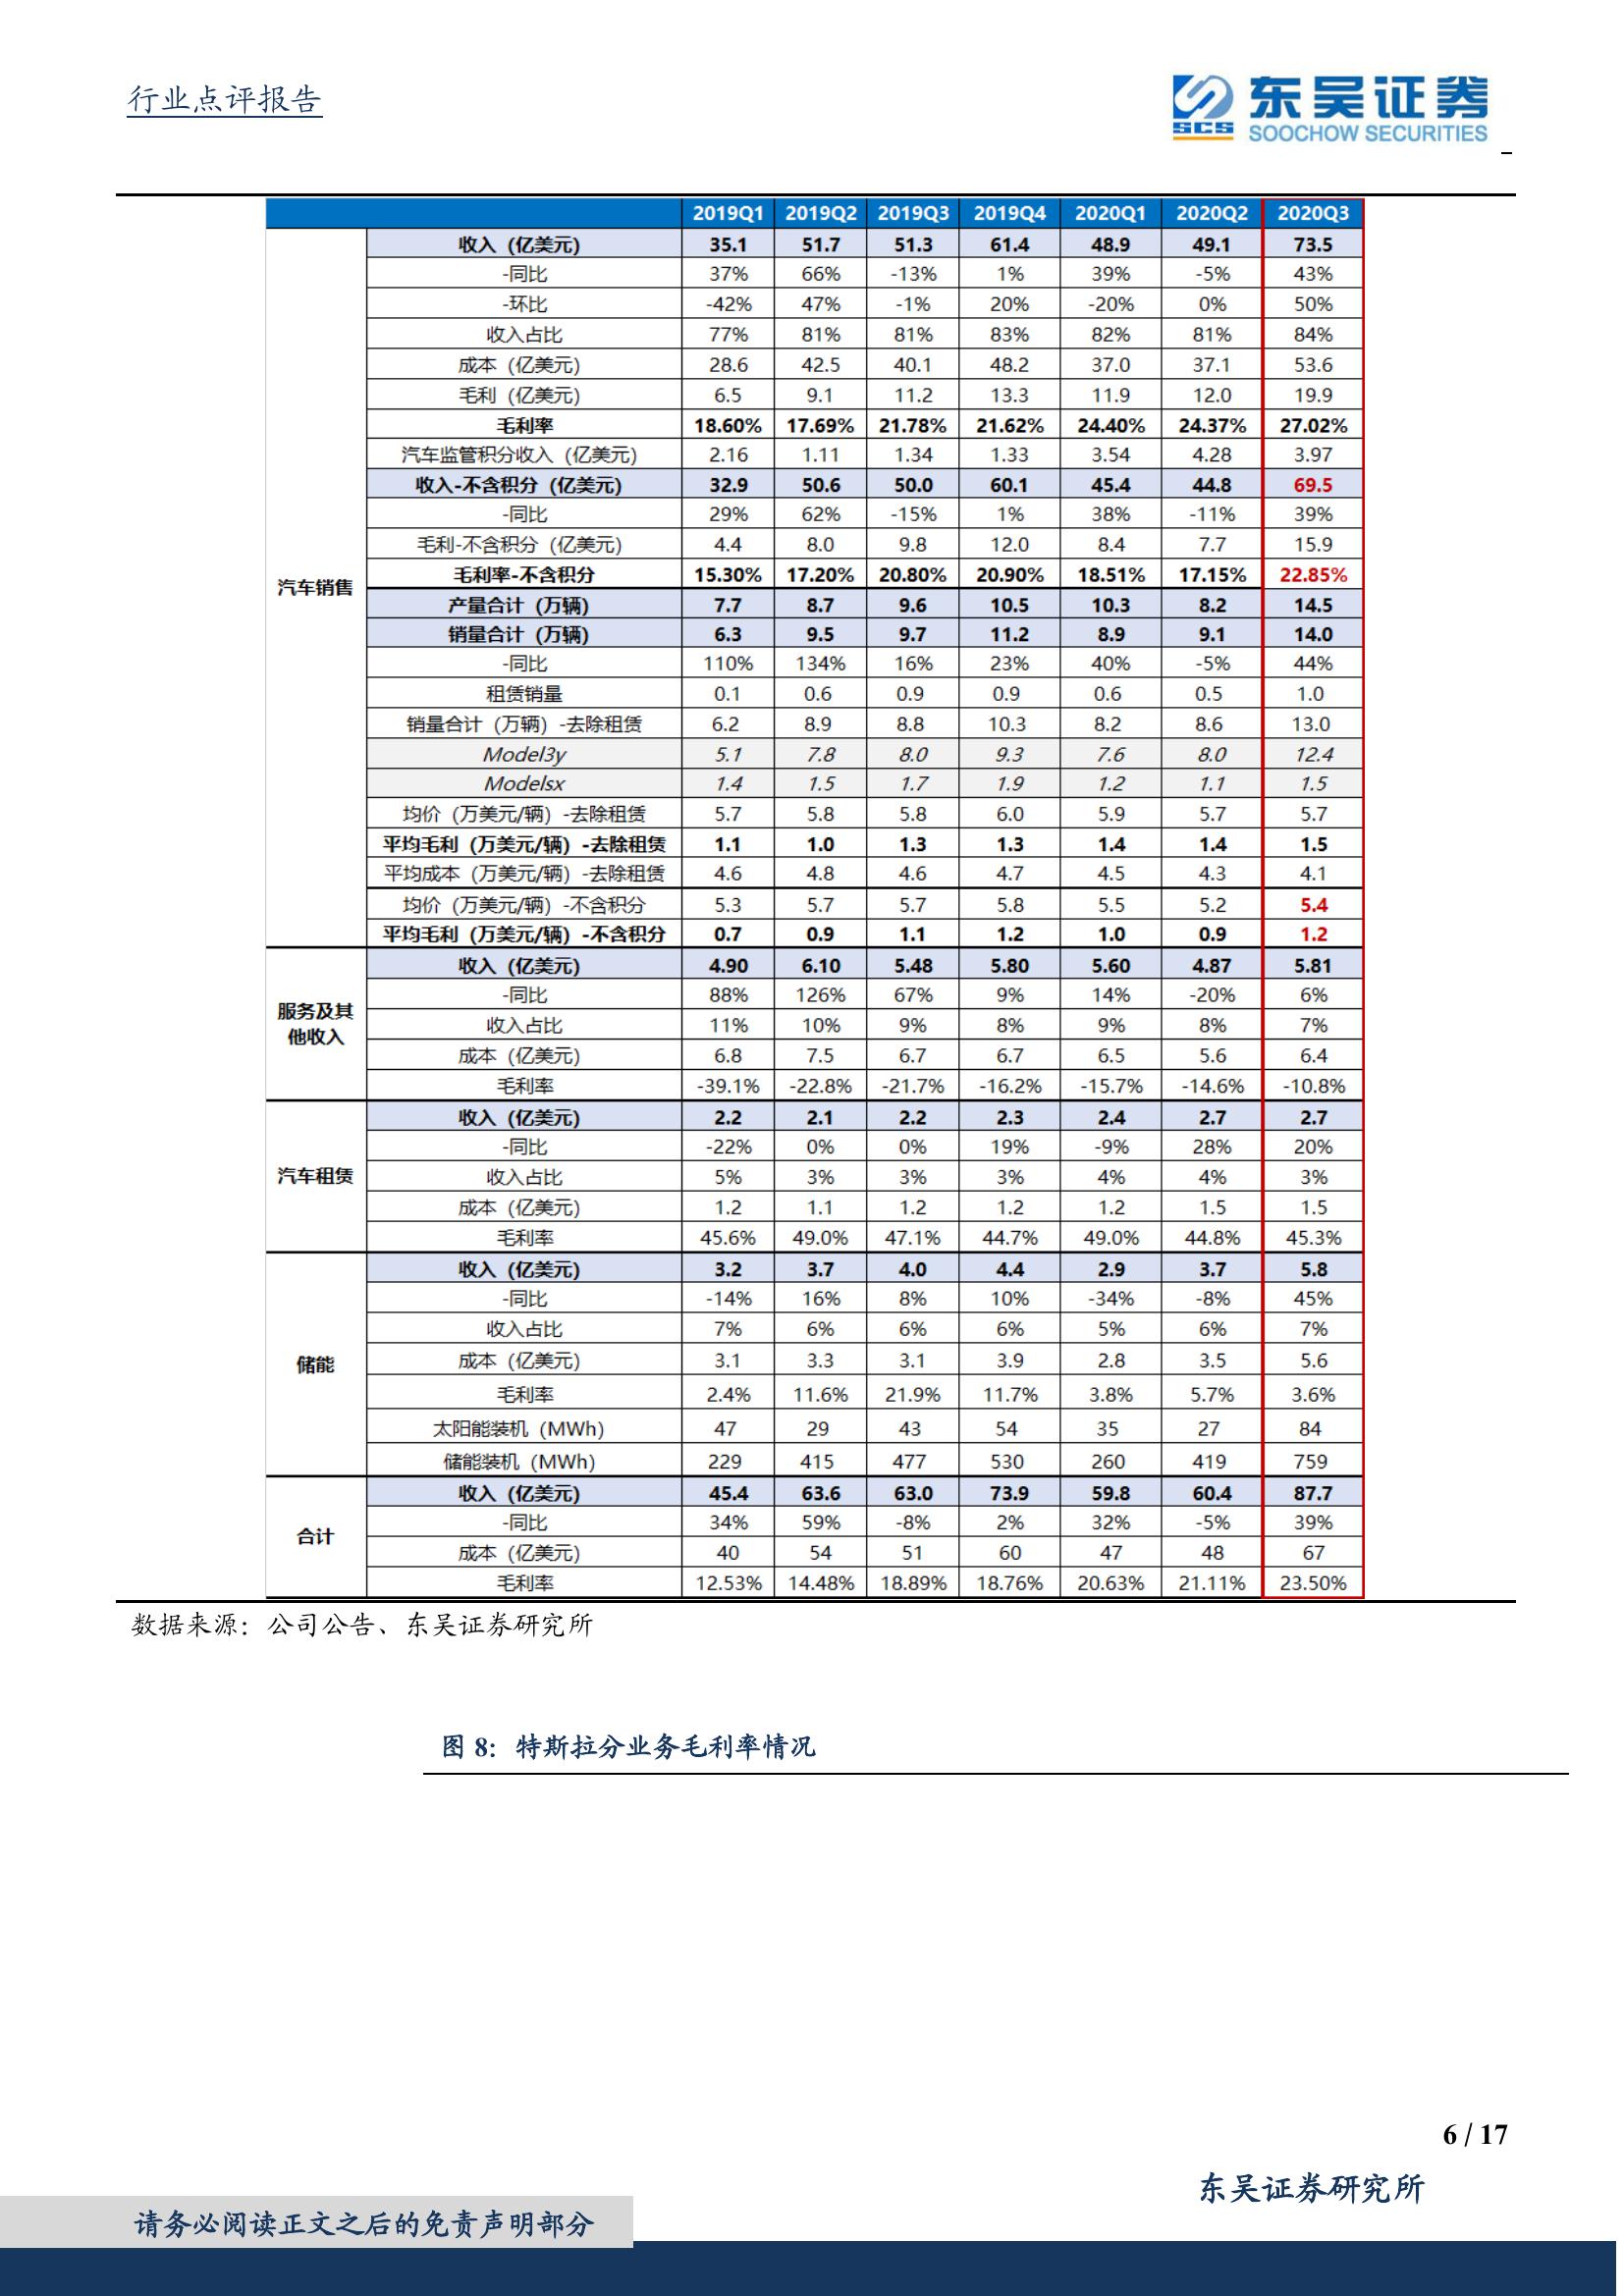 行业点评报告
SCS 东吴证券
SOOCHOW SECURITIES
2019Q1 2019Q2 2019Q3 2019Q4 2020Q1 2020Q2 2020Q3
汽车销售
收入（亿美元） 35.1 51.7 51.3 61.4 48.9 49.1 73.5
-同比 37% 66% -13% 1% 39% -5% 43%
-环比 -42% 47% -1% 20% -20% 0% 50%
收入占比 77% 81% 81% 83% 82% 81% 84%
成本（亿美元） 28.6 42.5 40.1 48.2 37.0 37.1 53.6
毛利（亿美元） 6.5 9.1 11.2 13.3 11.9 12.0 19.9
毛利率 18.60% 17.69% 21.78% 21.62% 24.40% 24.37% 27.02%
汽车监管积分收入（亿美元） 2.16 1.11 1.34 1.33 3.54 4.28 3.97
收入-不含积分（亿美元） 32.9 50.6 50.0 60.1 45.4 44.8 69.5
-同比 29% 62% -15% 1% 38% -11% 39%
毛利-不含积分（亿美元） 4.4 8.0 9.8 12.0 8.4 7.7 15.9
毛利率-不含积分 15.30% 17.20% 20.80% 20.90% 18.51% 17.15% 22.85%
产量合计（万辆） 7.7 8.7 9.6 10.5 10.3 8.2 14.5
销量合计（万辆） 6.3 9.5 9.7 11.2 8.9 9.1 14.0
-同比 110% 134% 16% 23% 40% -5% 44%
租赁销量 0.1 0.6 0.9 0.9 0.6 0.5 1.0
销量合计（万辆）-去除租赁 6.2 8.9 8.8 10.3 8.2 8.6 13.0
Model3y 5.1 7.8 8.0 9.3 7.6 8.0 12.4
Modelsx 1.4 1.5 1.7 1.9 1.2 1.1 1.5
均价（万美元/辆）-去除租赁 5.7 5.8 5.8 6.0 5.9 5.7 5.7
平均毛利（万美元/辆）-去除租赁 1.1 1.0 1.3 1.3 1.4 1.4 1.5
平均成本（万美元/辆）-去除租赁 4.6 4.8 4.6 4.7 4.5 4.3 4.1
均价（万美元/辆）-不含积分 5.3 5.7 5.7 5.8 5.5 5.2 5.4
平均毛利（万美元/辆）-不含积分 0.7 0.9 1.1 1.2 1.0 0.9 1.2
服务及其
他收入
收入（亿美元） 4.90 6.10 5.48 5.80 5.60 4.87 5.81
-同比 88% 126% 67% 9% 14% -20% 6%
收入占比 11% 10% 9% 8% 9% 8% 7%
成本（亿美元） 6.8 7.5 6.7 6.7 6.5 5.6 6.4
毛利率 -39.1% -22.8% -21.7% -16.2% -15.7% -14.6% -10.8%
汽车租赁
收入（亿美元） 2.2 2.1 2.2 2.3 2.4 2.7 2.7
-同比 -22% 0% 0% 19% -9% 28% 20%
收入占比 5% 3% 3% 3% 4% 4% 3%
成本（亿美元） 1.2 1.1 1.2 1.2 1.2 1.5 1.5
毛利率 45.6% 49.0% 47.1% 44.7% 49.0% 44.8% 45.3%
储能
收入（亿美元） 3.2 3.7 4.0 4.4 2.9 3.7 5.8
-同比 -14% 16% 8% 10% -34% -8% 45%
收入占比 7% 6% 6% 6% 5% 6% 7%
成本（亿美元） 3.1 3.3 3.1 3.9 2.8 3.5 5.6
毛利率 2.4% 11.6% 21.9% 11.7% 3.8% 5.7% 3.6%
太阳能装机（MWh） 47 29 43 54 35 27 84
储能装机（MWh） 229 415 477 530 260 419 759
合计
收入（亿美元） 45.4 63.6 63.0 73.9 59.8 60.4 87.7
-同比 34% 59% -8% 2% 32% -5% 39%
成本（亿美元） 40 54 51 60 47 48 67
毛利率 12.53% 14.48% 18.89% 18.76% 20.63% 21.11% 23.50%
数据来源：公司公告、东吴证券研究所
图 8：特斯拉分业务毛利率情况
6 / 17
东吴证券研究所
请务必阅读正文之后的免责声明部分